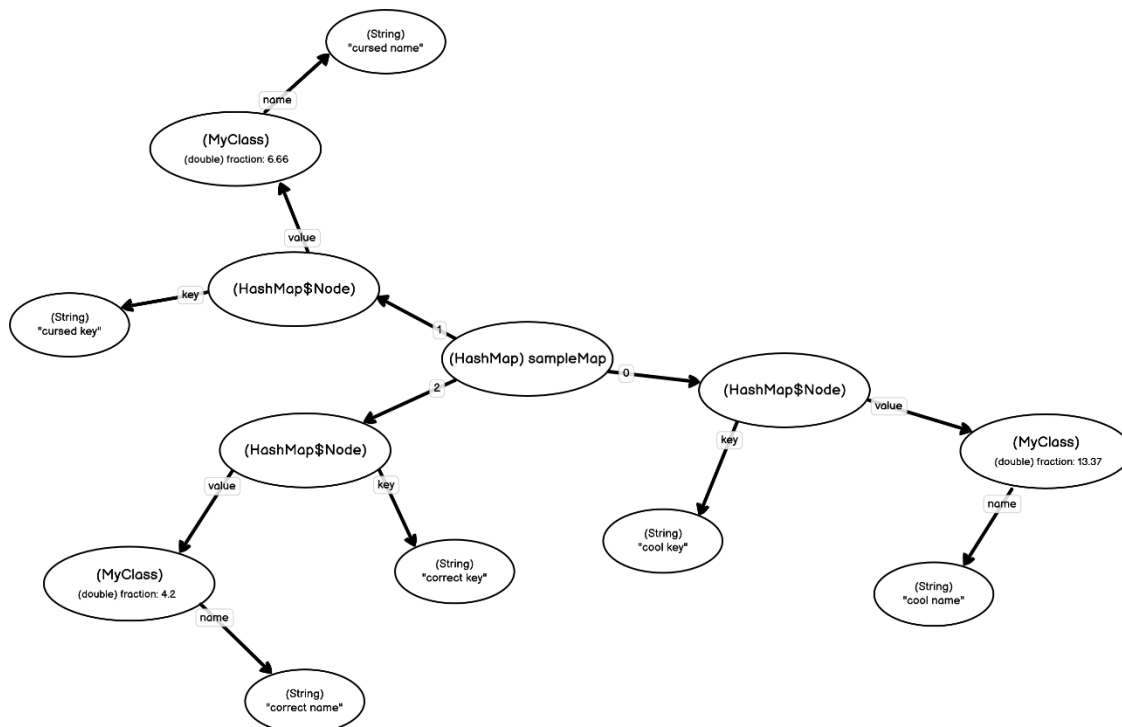 (String)
"cursed name"
name
(MyClass)
(double) fraction: 6.66
value
(HashMap$Node)
key
(String)
"cursed key"
1
(HashMap) sampleMap
0
2
(HashMap$Node)
value
(MyClass)
(double) fraction: 13.37
key
name
(String)
"cool key"
(String)
"cool name"
(HashMap$Node)
value
key
(MyClass)
(double) fraction: 4.2
(String)
"correct key"
name
(String)
"correct name"